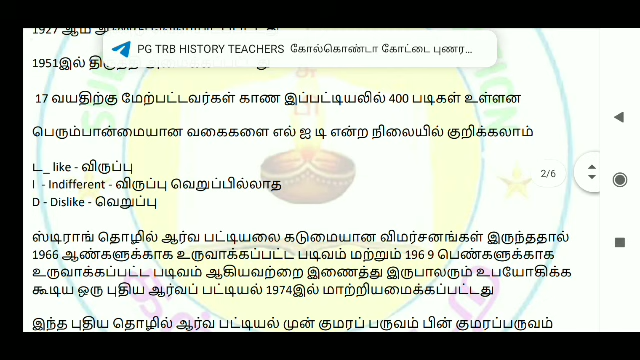 1927 ஆம்
PG TRB HISTORY TEACHERS கோல்கொண்டா கோட்டை புணர...
1951இல்
17 வயதிற்கு மேற்பட்டவர்கள் காண இப்பட்டியலில் 400 படிகள் உள்ளன
பெரும்பான்மையான வகைகளை எல் ஐ டி என்ற நிலையில் குறிக்கலாம்
ட_ like - விருப்பு
I - Indifferent - விருப்பு வெறுப்பில்லாத
D - Dislike - வெறுப்பு
2/6
ஸ்டிராங் தொழில் ஆர்வ பட்டியலை கடுமையான விமர்சனங்கள் இருந்ததால்
1966 ஆண்களுக்காக உருவாக்கப்பட்ட படிவம் மற்றும் 196 9 பெண்களுக்காக
உருவாக்கப்பட்ட படிவம் ஆகியவற்றை இணைத்து இருபாலரும் உபயோகிக்க
கூடிய ஒரு புதிய ஆர்வப் பட்டியல் 1974இல் மாற்றியமைக்கப்பட்டது
இந்த புதிய தொழில் ஆர்வ பட்டியல் முன் குமரப் பருவம் பின் குமரப்பருவம்